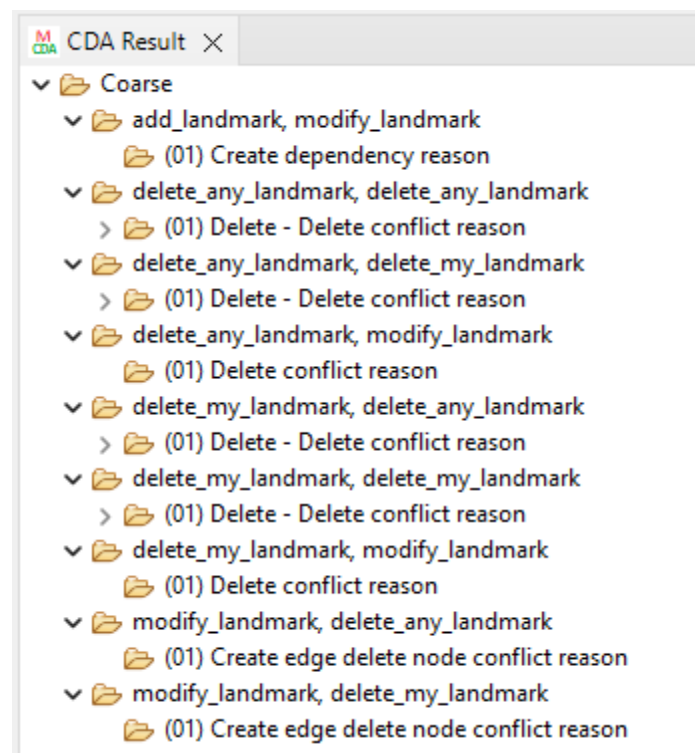 M
CDA CDA Result
Coarse
add_landmark, modify_landmark
(01) Create dependency reason
delete_any_landmark, delete_any_landmark
(01) Delete - Delete conflict reason
delete_any_landmark, delete_my_landmark
(01) Delete - Delete conflict reason
delete_any_landmark, modify_landmark
(01) Delete conflict reason
delete_my_landmark, delete_any_landmark
(01) Delete - Delete conflict reason
delete_my_landmark, delete_my_landmark
(01) Delete - Delete conflict reason
delete_my_landmark, modify_landmark
(01) Delete conflict reason
modify_landmark, delete_any_landmark
(01) Create edge delete node conflict reason
modify_landmark, delete_my_landmark
(01) Create edge delete node conflict reason